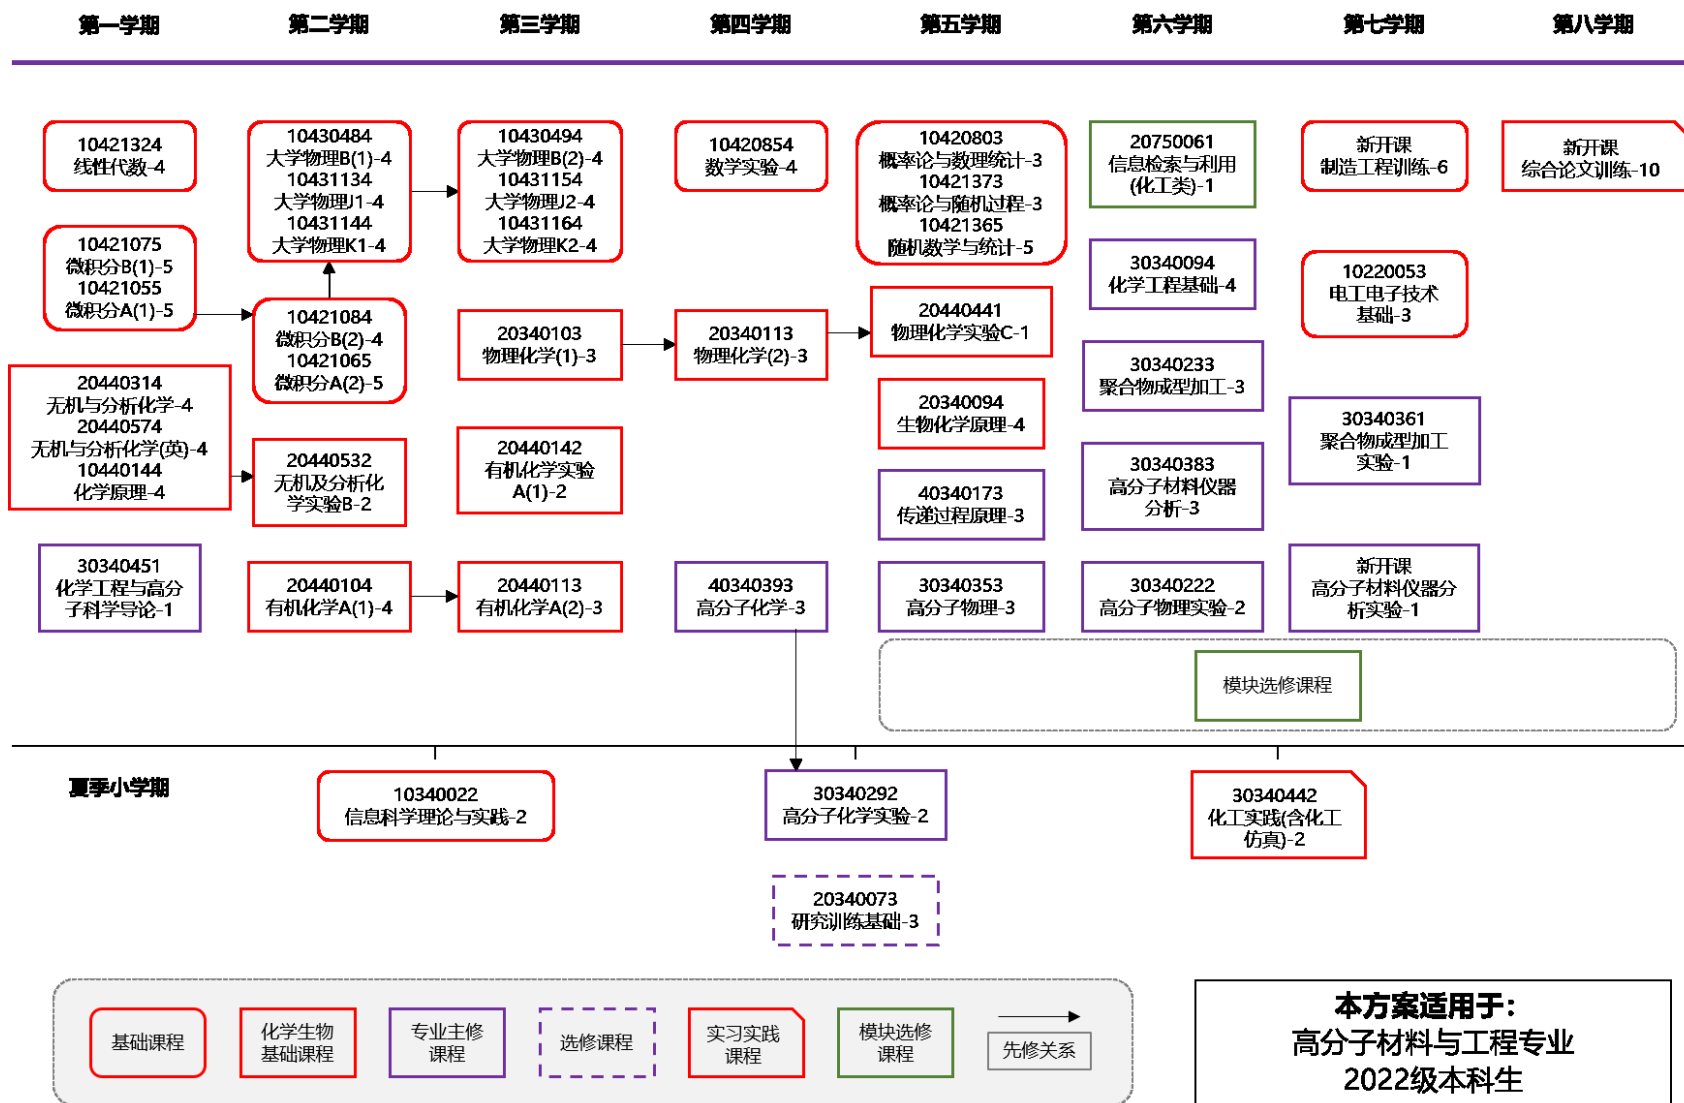 第一学期
第二学期
第三学期
第四学期
第五学期
第六学期
第七学期
第八学期
10421324
线性代数-4
10421075
微积分B(1)-5
10421055
微积分A(1)-5
20440314
无机与分析化学-4
20440574
无机与分析化学(英)-4
10440144
化学原理-4
30340451
化学工程与高分
子科学导论-1
10430484
大学物理B(1)-4
10431134
大学物理J1-4
10431144
大学物理K1-4
10421084
微积分B(2)-4
10421065
微积分A(2)-5
20440532
无机及分析化
学实验B-2
20440104
有机化学A(1)-4
10430494
大学物理B(2)-4
10431154
大学物理J2-4
10431164
大学物理K2-4
20340103
物理化学(1)-3
20440142
有机化学实验
A(1)-2
20440113
有机化学A(2)-3
10420854
数学实验-4
20340113
物理化学(2)-3
40340393
高分子化学-3
10420803
概率论与数理统计-3
10421373
概率论与随机过程-3
10421365
随机数学与统计-5
20440441
物理化学实验C-1
20340094
生物化学原理-4
40340173
传递过程原理-3
30340353
高分子物理-3
20750061
信息检索与利用
(化工类)-1
30340094
化学工程基础-4
30340233
聚合物成型加工-3
30340383
高分子材料仪器
分析-3
30340222
高分子物理实验-2
新开课
制造工程训练-6
10220053
电工电子技术
基础-3
30340361
聚合物成型加工
实验-1
新开课
高分子材料仪器分
析实验-1
新开课
综合论文训练-10
模块选修课程
夏季小学期
10340022
信息科学理论与实践-2
30340292
高分子化学实验-2
20340073
研究训练基础-3
30340442
化工实践(含化工
仿真)-2
基础课程
化学生物
基础课程
专业主修
课程
选修课程
实习实践
课程
模块选修
课程
先修关系
本方案适用于：
高分子材料与工程专业
2022级本科生